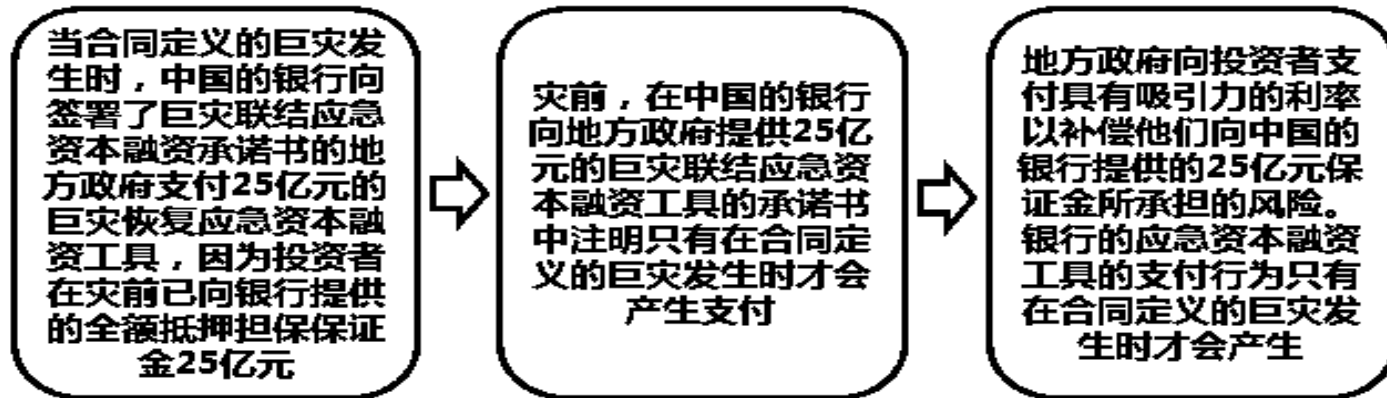 当合同定义的巨灾发
生时，中国的银行向
签署了巨灾联结应急
资本融资承诺书的地
方政府支付25亿元的
巨灾恢复应急资本融
资工具，因为投资者
在灾前已向银行提供
的全额抵押担保保证
金25亿元
灾前，在中国的银行
向地方政府提供25亿
元的巨灾联结应急资
本融资工具的承诺书
中注明只有在合同定
义的巨灾发生时才会
产生支付
地方政府向投资者支
付具有吸引力的利率
以补偿他们向中国的
银行提供的25亿元保
证金所承担的风险。
银行的应急资本融资
工具的支付行为只有
在合同定义的巨灾发
生时才会产生